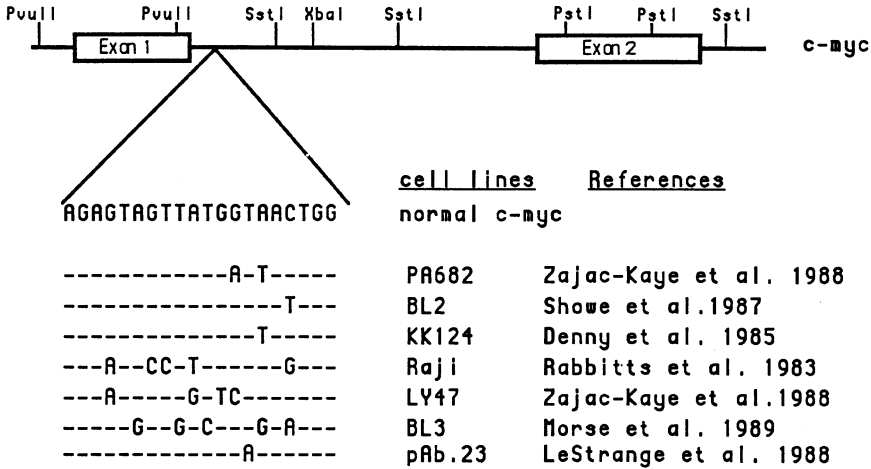 PvuII PvuII SstI XbaI SstI PstI PstI SstI
Exon 1 Exon 2 c-myc
cell lines References
AGAGTAGTTATGGTAACTGG normal c-myc
------------A-T----- PA682 Zajac-Kaye et al. 1988
----------------T--- BL2 Showe et al.1987
--------------T----- KK124 Denny et al. 1985
---A--CC-T------G--- Raji Rabbitts et al. 1983
---A-----G-TC------- LY47 Zajac-Kaye et al.1988
-----G--G-C---G-A--- BL3 Morse et al. 1989
-------------A------ pAb.23 LeStrange et al. 1988